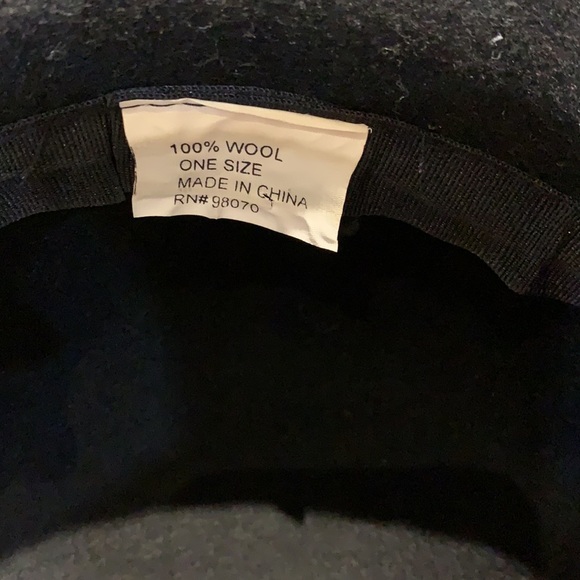 100% WOOL
ONE SIZE
MADE IN CHINA
RN# 98070